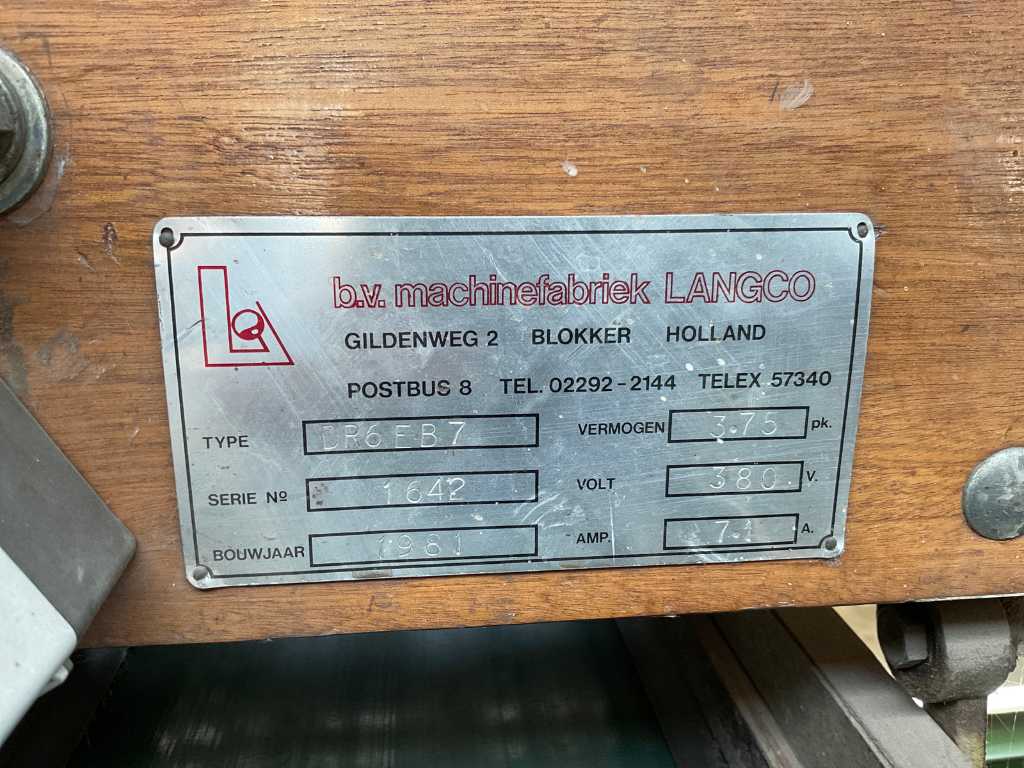 b.v. machinefabriek LANGCO
GILDENWEG 2 BLOKKER HOLLAND
POSTBUS 8 TEL. 02292-2144 TELEX 57340
TYPE DR6FB7 VERMOGEN 3.75 pk.
SERIE Nº 1642 VOLT 380 V.
BOUWJAAR 1981 AMP. 7.1 A.